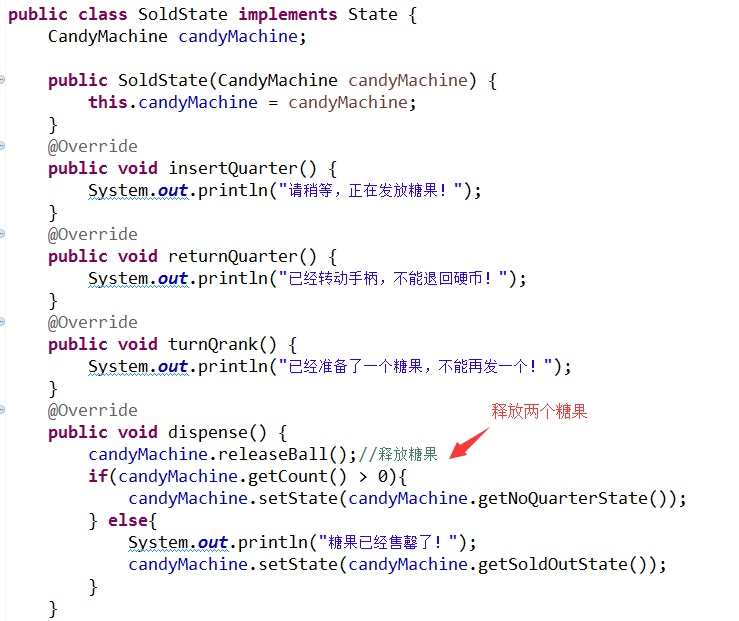 public class SoldState implements State {
CandyMachine candyMachine;
public SoldState(CandyMachine candyMachine) {
this.candyMachine = candyMachine;
}
@Override
public void insertQuarter() {
System.out.println("请稍等，正在发放糖果！");
}
@Override
public void returnQuarter() {
System.out.println("已经转动手柄，不能退回硬币！");
}
@Override
public void turnQrank() {
System.out.println("已经准备了一个糖果，不能再发一个！");
}
@Override
释放两个糖果
public void dispense() {
candyMachine.releaseBall();//释放糖果
if(candyMachine.getCount() > 0){
candyMachine.setState(candyMachine.getNoQuarterState());
} else{
System.out.println("糖果已经售罄了！");
candyMachine.setState(candyMachine.getSoldOutState());
}
}